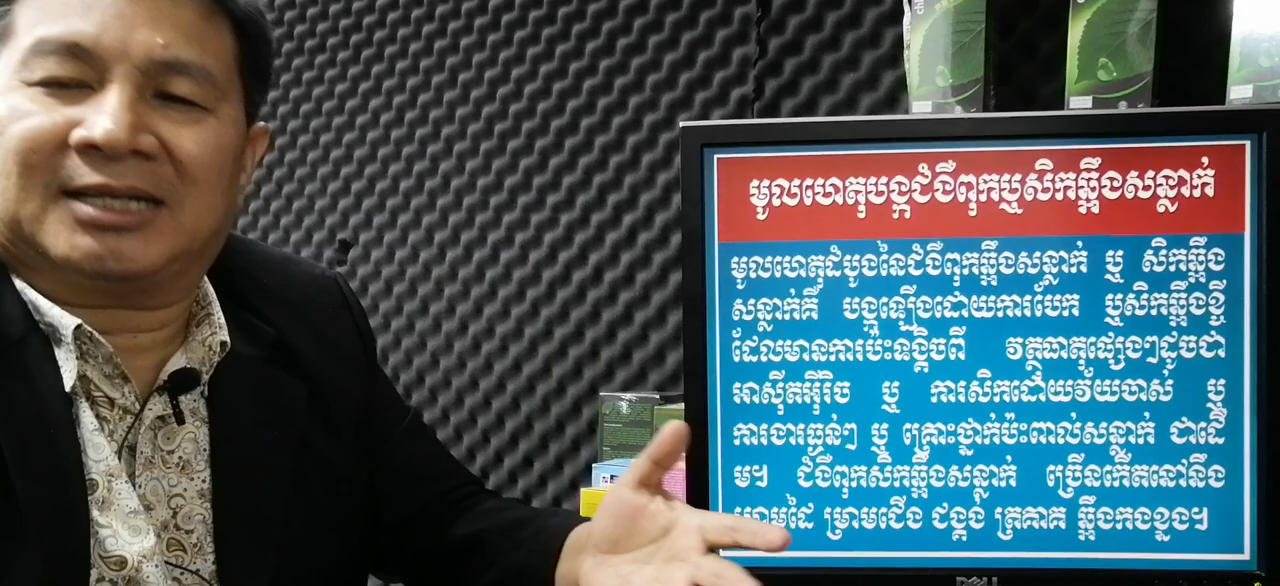 មូលហេតុបង្កជំងឺពុកឬសិកឆ្អឹងសន្លាក់
មូលហេតុដំបូងនៃជំងឺពុកឆ្អឹងសន្លាក់ ឬ សិកឆ្អឹង
សន្លាក់គឺ បង្កឡើងដោយការបែក ឬសិកឆ្អឹងខ្ចី
ដែលមានការប៉ះទង្គិចពី វត្ថុធាតុផ្សេងៗដូចជា
អាស៊ីតអ៊ុរិច ឬ ការសិកដោយវ័យចាស់ ឬ
ការងារធ្ងន់ៗ ឬ គ្រោះថ្នាក់ប៉ះពាល់សន្លាក់ ជាដើ
ម។ ជំងឺពុកសិកឆ្អឹងសន្លាក់ ច្រើនកើតនៅនឹង
ម្រាមដៃ ម្រាមជើង ជង្គង់ ត្រគាក ឆ្អឹងកងខ្នង។
DELL